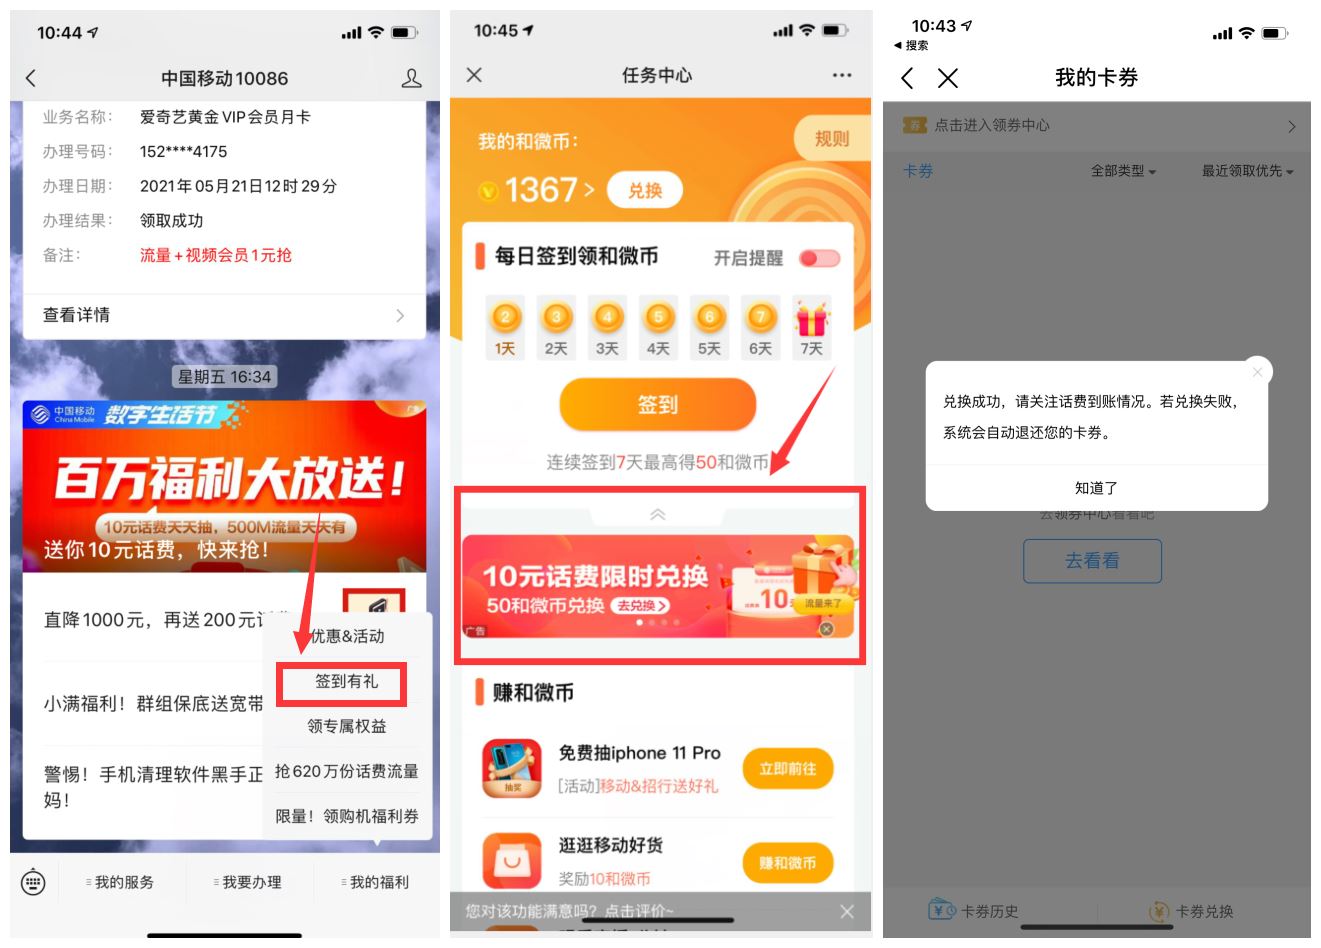 10:44
中国移动10086
业务名称： 爱奇艺黄金VIP会员月卡
办理号码： 152****4175
办理日期： 2021年05月21日12时29分
办理结果： 领取成功
备注： 流量+视频会员1元抢
查看详情
星期五 16:34
中国移动 China Mobile 数字生活节
百万福利大放送！
10元话费天天抽，500M流量天天有
送你10元话费，快来抢！
直降1000元，再送200元
小满福利！群组保底送宽带
警惕！手机清理软件黑手正
妈！
优惠&活动
签到有礼
领专属权益
抢620万份话费流量
限量！领购机福利券
我的服务
我要办理
我的福利
10:45
任务中心
我的和微币：
规则
1367 >
兑换
每日签到领和微币
开启提醒
2 3 4 5 6 7
1天 2天 3天 4天 5天 6天 7天
签到
连续签到7天最高得50和微币
10元话费限时兑换
50和微币兑换 去兑换>
10
流量来了
广告
赚和微币
免费抽iphone 11 Pro
[活动]移动&招行送好礼
抽奖
立即前往
逛逛移动好货
奖励10和微币
赚和微币
您对该功能满意吗？点击评价~
10:43
搜索
我的卡券
券 点击进入领券中心
卡券
全部类型
最近领取优先
兑换成功，请关注话费到账情况。若兑换失败，
系统会自动退还您的卡券。
知道了
去领券中心看看吧
去看看
卡券历史
卡券兑换